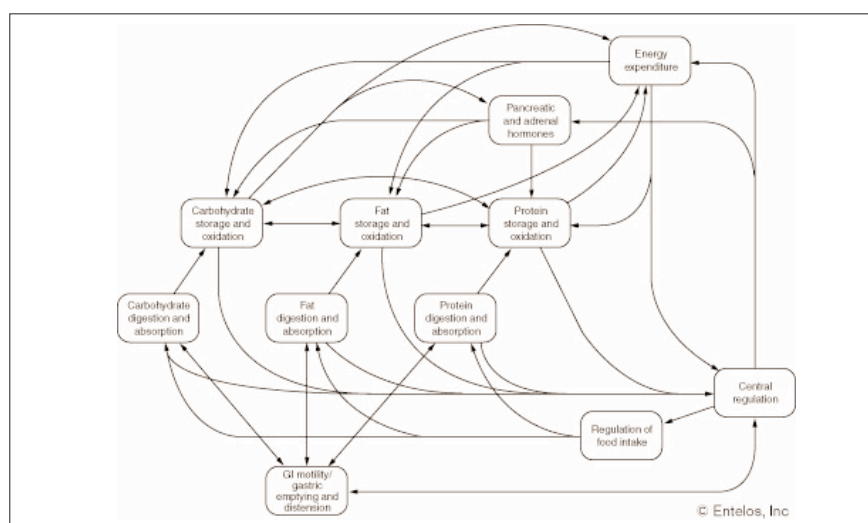 Energy
expenditure
Pancreatic
and adrenal
hormones
Carbohydrate
storage and
oxidation
Fat
storage and
oxidation
Protein
storage and
oxidation
Carbohydrate
digestion and
absorption
Fat
digestion and
absorption
Protein
digestion and
absorption
Central
regulation
Regulation of
food intake
GI motility/
gastric
emptying and
distension
© Entelos, Inc